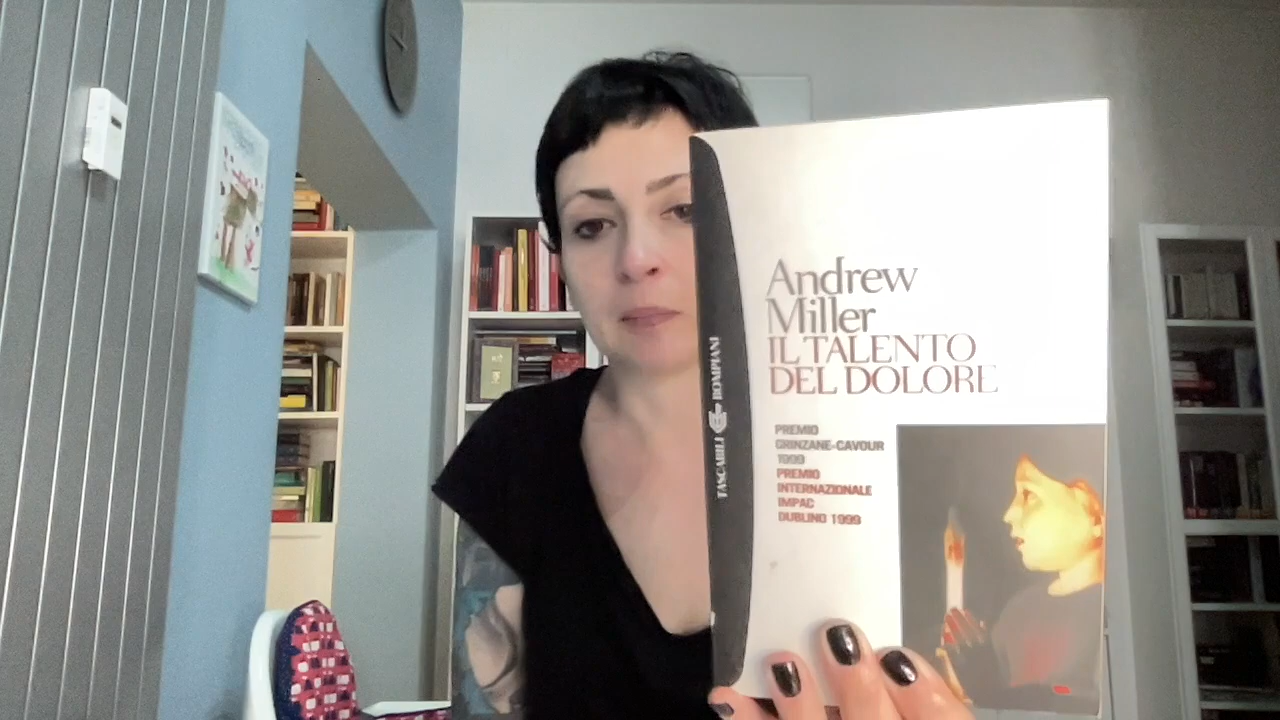 Andrew
Miller
IL TALENTO
DEL DOLORE
PREMIO
GRINZANE-CAVOUR
1999
PREMIO
INTERNAZIONALE
IMPAC
DUBLINO 1999
TASCABILI BOMPIANI